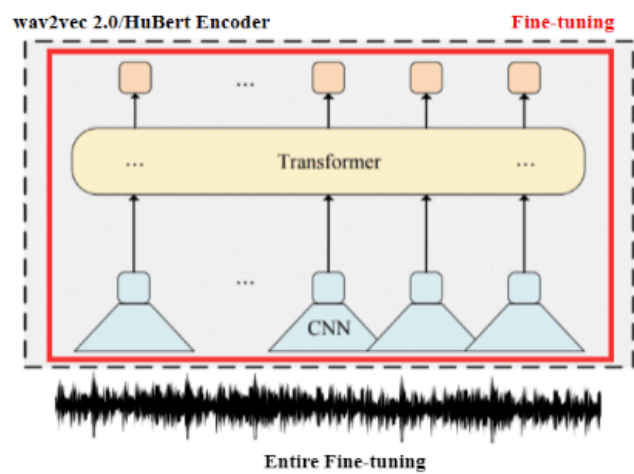 wav2vec 2.0/HuBert Encoder
Fine-tuning
...
... Transformer ...
...
CNN
Entire Fine-tuning